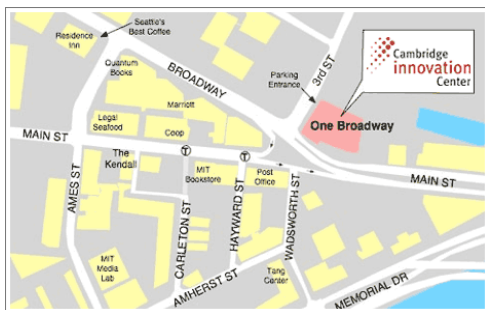 Residence
Inn
Seattle's
Best Coffee
Quantum
Books
BROADWAY
3rd ST
Parking
Entrance
Cambridge
innovation
Center
One Broadway
Legal
Seafood
Marriott
Coop
MAIN ST
The
Kendall
T
T
MIT
Bookstore
Post
Office
MAIN ST
AMES ST
CARLETON ST
HAYWARD ST
WADSWORTH ST
MIT
Media
Lab
AMHERST ST
Tang
Center
MEMORIAL DR